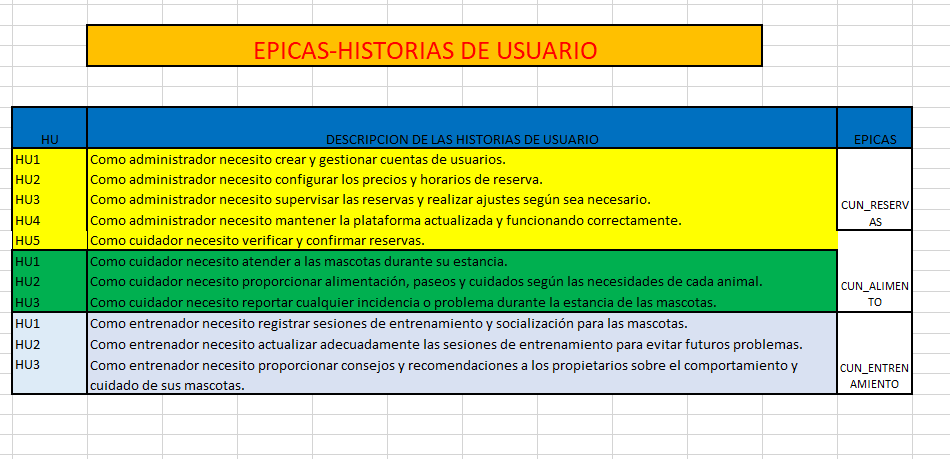 EPICAS-HISTORIAS DE USUARIO
HU DESCRIPCION DE LAS HISTORIAS DE USUARIO EPICAS
HU1 Como administrador necesito crear y gestionar cuentas de usuarios.
HU2 Como administrador necesito configurar los precios y horarios de reserva.
HU3 Como administrador necesito supervisar las reservas y realizar ajustes según sea necesario.
CUN_RESERV
HU4 Como administrador necesito mantener la plataforma actualizada y funcionando correctamente.
AS
HU5 Como cuidador necesito verificar y confirmar reservas.
HU1 Como cuidador necesito atender a las mascotas durante su estancia.
HU2 Como cuidador necesito proporcionar alimentación, paseos y cuidados según las necesidades de cada animal.
CUN_ALIMEN
HU3 Como cuidador necesito reportar cualquier incidencia o problema durante la estancia de las mascotas.
TO
HU1 Como entrenador necesito registrar sesiones de entrenamiento y socialización para las mascotas.
HU2 Como entrenador necesito actualizar adecuadamente las sesiones de entrenamiento para evitar futuros problemas.
HU3 Como entrenador necesito proporcionar consejos y recomendaciones a los propietarios sobre el comportamiento y
cuidado de sus mascotas.
CUN_ENTREN
AMIENTO